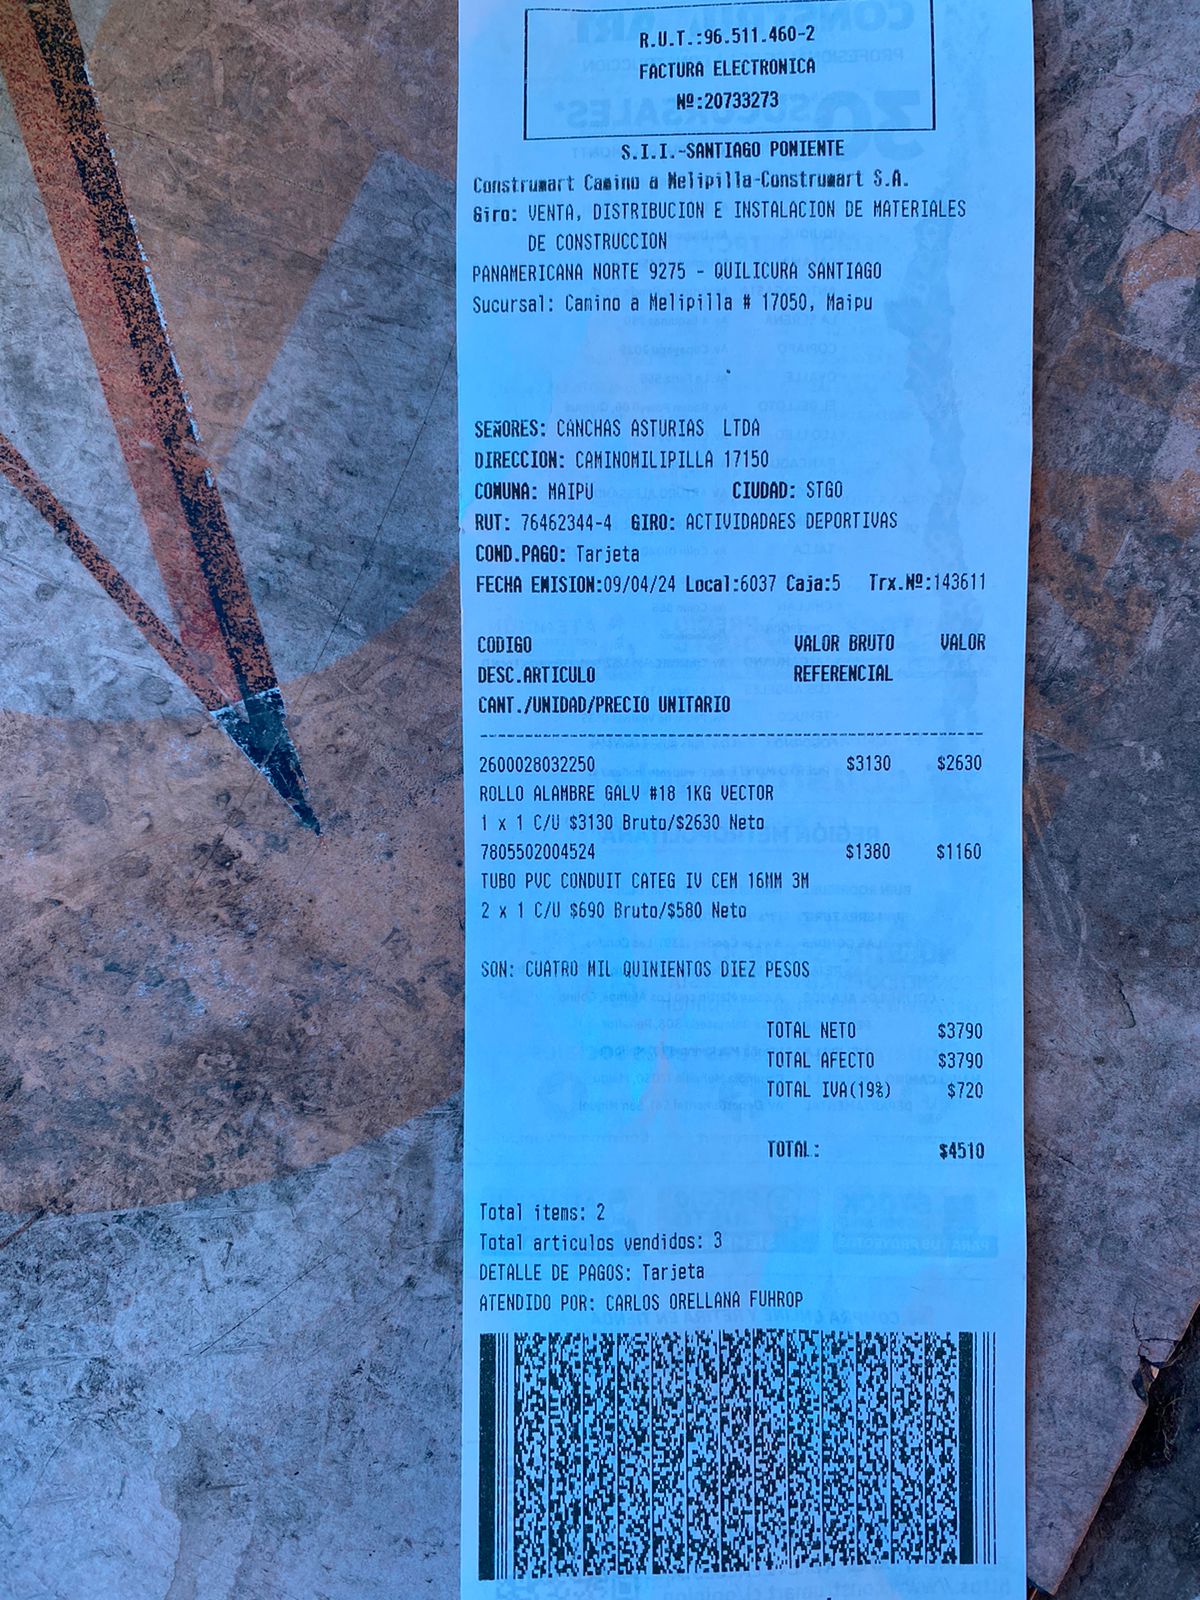 R.U.T.:96.511.460-2
FACTURA ELECTRONICA
Nº:20733273
S.I.I.-SANTIAGO PONIENTE
Construmart Camino a Melipilla-Construmart S.A.
Giro: VENTA, DISTRIBUCION E INSTALACION DE MATERIALES
DE CONSTRUCCION
PANAMERICANA NORTE 9275 - QUILICURA SANTIAGO
Sucursal: Camino a Melipilla # 17050, Maipu
SEÑORES: CANCHAS ASTURIAS LTDA
DIRECCION: CAMINOMILIPILLA 17150
COMUNA: MAIPU CIUDAD: STGO
RUT: 76462344-4 GIRO: ACTIVIDADAES DEPORTIVAS
COND.PAGO: Tarjeta
FECHA EMISION:09/04/24 Local:6037 Caja:5 Trx.Nº:143611
CODIGO VALOR BRUTO VALOR
DESC.ARTICULO REFERENCIAL
CANT./UNIDAD/PRECIO UNITARIO
2600028032250 $3130 $2630
ROLLO ALAMBRE GALV #18 1KG VECTOR
1 x 1 C/U $3130 Bruto/$2630 Neto
7805502004524 $1380 $1160
TUBO PVC CONDUIT CATEG IV CEM 16MM 3M
2 x 1 C/U $690 Bruto/$580 Neto
SON: CUATRO MIL QUINIENTOS DIEZ PESOS
TOTAL NETO $3790
TOTAL AFECTO $3790
TOTAL IVA(19%) $720
TOTAL: $4510
Total items: 2
Total articulos vendidos: 3
DETALLE DE PAGOS: Tarjeta
ATENDIDO POR: CARLOS ORELLANA FUHROP